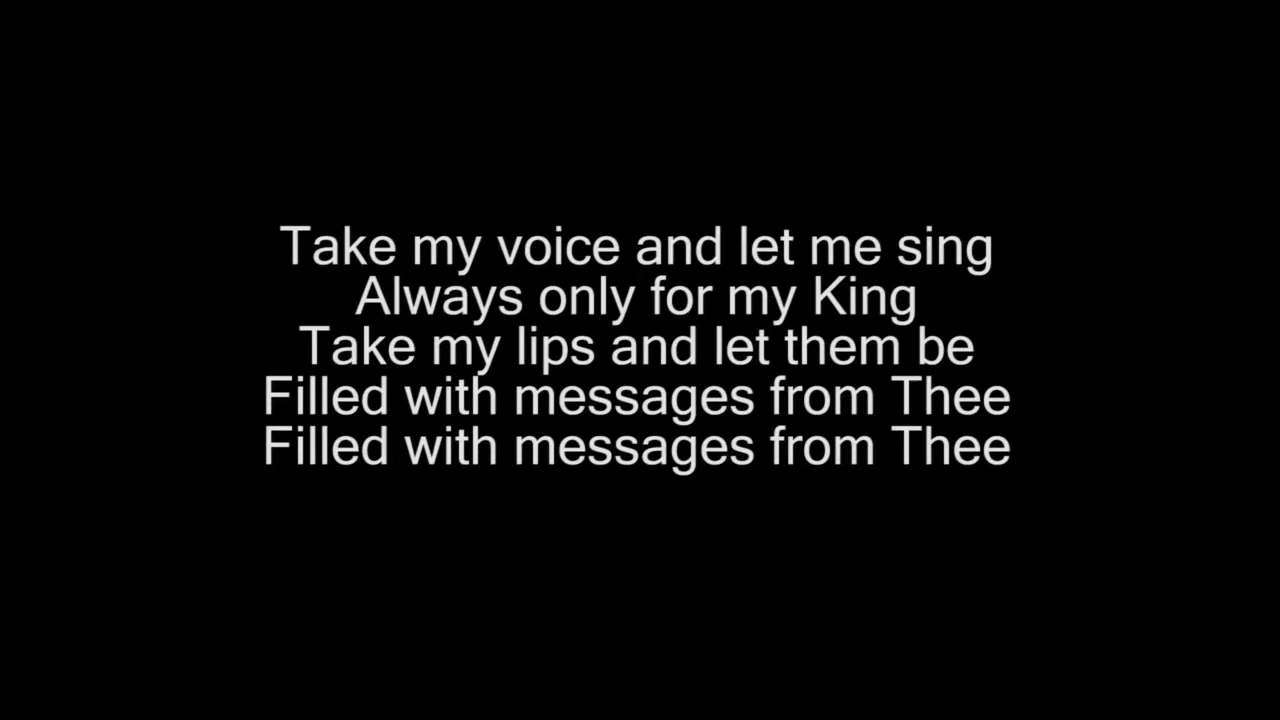 Take my voice and let me sing
Always only for my King
Take my lips and let them be
Filled with messages from Thee
Filled with messages from Thee